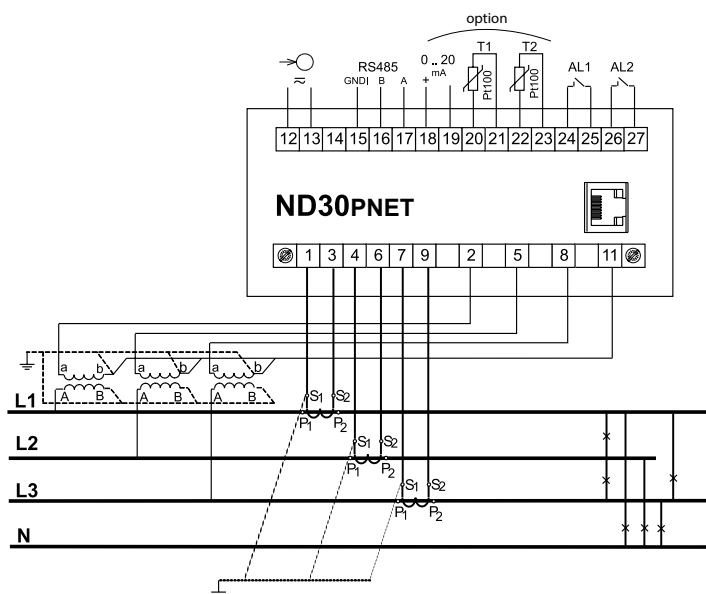 option
RS485
0 .. 20
mA
T1
T2
AL1
AL2
GND B A + Pt100 Pt100
12 13 14 15 16 17 18 19 20 21 22 23 24 25 26 27
ND30PNET
1 3 4 6 7 9 2 5 8 11
a b a b a b
A B A B A B
L1
S1 S2
P1 P2
L2
S1 S2
P1 P2
L3
S1 S2
P1 P2
N